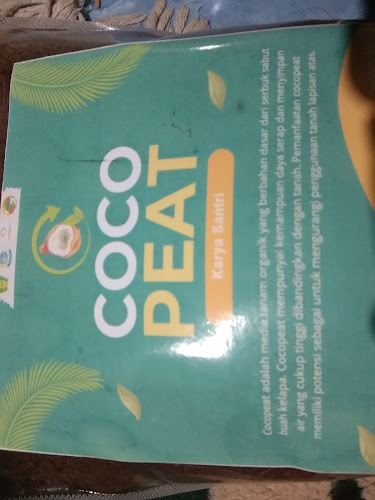 COCO
PEAT
Karya Santri
Cocopeat adalah media tanam organik yang berbahan dasar dari serbuk sabut
buah kelapa. Cocopeat mempunyai kemampuan daya serap dan menyimpan
air yang cukup tinggi dibandingkan dengan tanah. Pemanfaatan cocopeat
memiliki potensi sebagai untuk mengurangi penggunaan tanah lapisan atas.